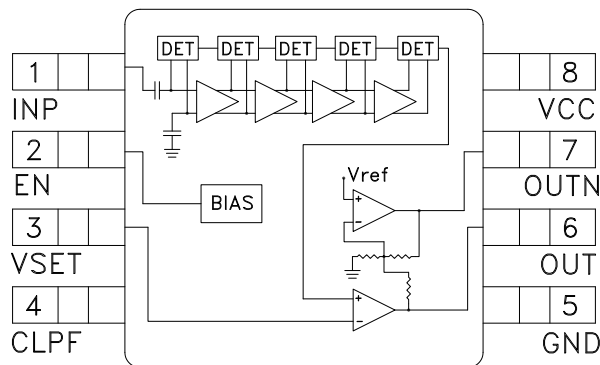 DET DET DET DET DET
1
INP
2
EN
3
VSET
4
CLPF
BIAS
Vref
+
−
+
−
8
VCC
7
OUTN
6
OUT
5
GND